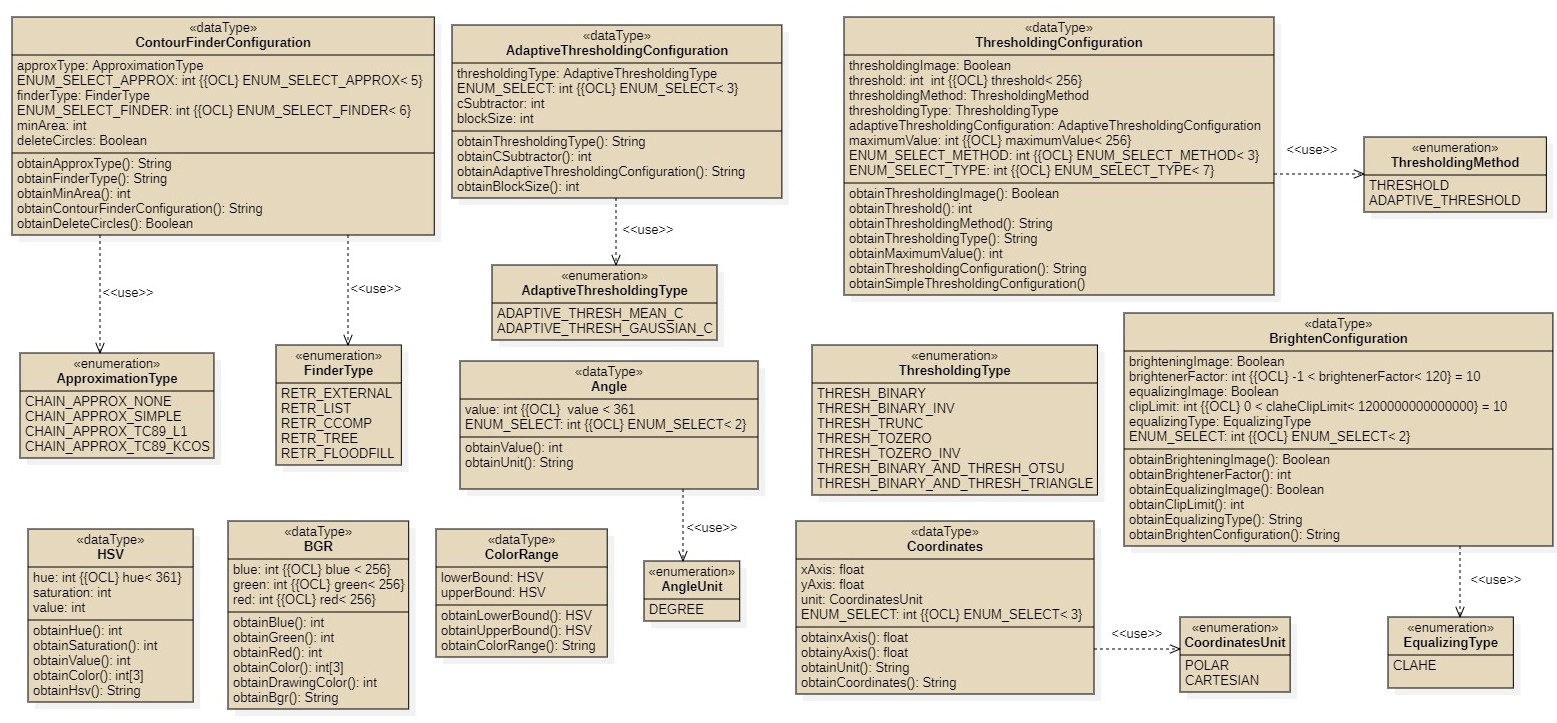 «dataType»
ContourFinderConfiguration
approxType: ApproximationType
ENUM_SELECT_APPROX: int {{OCL} ENUM_SELECT_APPROX< 5}
finderType: FinderType
ENUM_SELECT_FINDER: int {{OCL} ENUM_SELECT_FINDER< 6}
minArea: int
deleteCircles: Boolean
obtainApproxType(): String
obtainFinderType(): String
obtainMinArea(): int
obtainContourFinderConfiguration(): String
obtainDeleteCircles(): Boolean
«dataType»
AdaptiveThresholdingConfiguration
thresholdingType: AdaptiveThresholdingType
ENUM_SELECT: int {{OCL} ENUM_SELECT< 3}
cSubtractor: int
blockSize: int
obtainThresholdingType(): String
obtainCSubtractor(): int
obtainAdaptiveThresholdingConfiguration(): String
obtainBlockSize(): int
«dataType»
ThresholdingConfiguration
thresholdingImage: Boolean
threshold: int  int {{OCL} threshold< 256}
thresholdingMethod: ThresholdingMethod
thresholdingType: ThresholdingType
adaptiveThresholdingConfiguration: AdaptiveThresholdingConfiguration
maximumValue: int {{OCL} maximumValue< 256}
ENUM_SELECT_METHOD: int {{OCL} ENUM_SELECT_METHOD< 3}
ENUM_SELECT_TYPE: int {{OCL} ENUM_SELECT_TYPE< 7}
obtainThresholdingImage(): Boolean
obtainThreshold(): int
obtainThresholdingMethod(): String
obtainThresholdingType(): String
obtainMaximumValue(): int
obtainThresholdingConfiguration(): String
obtainSimpleThresholdingConfiguration()
<<use>>
«enumeration»
ThresholdingMethod
THRESHOLD
ADAPTIVE_THRESHOLD
<<use>>
<<use>>
<<use>>
«enumeration»
ApproximationType
CHAIN_APPROX_NONE
CHAIN_APPROX_SIMPLE
CHAIN_APPROX_TC89_L1
CHAIN_APPROX_TC89_KCOS
«enumeration»
FinderType
RETR_EXTERNAL
RETR_LIST
RETR_CCOMP
RETR_TREE
RETR_FLOODFILL
«enumeration»
AdaptiveThresholdingType
ADAPTIVE_THRESH_MEAN_C
ADAPTIVE_THRESH_GAUSSIAN_C
«dataType»
Angle
value: int {{OCL}  value < 361
ENUM_SELECT: int {{OCL} ENUM_SELECT< 2}
obtainValue(): int
obtainUnit(): String
«enumeration»
ThresholdingType
THRESH_BINARY
THRESH_BINARY_INV
THRESH_TRUNC
THRESH_TOZERO
THRESH_TOZERO_INV
THRESH_BINARY_AND_THRESH_OTSU
THRESH_BINARY_AND_THRESH_TRIANGLE
«dataType»
BrightenConfiguration
brighteningImage: Boolean
brightenerFactor: int {{OCL} -1 < brightenerFactor< 120} = 10
equalizingImage: Boolean
clipLimit: int {{OCL} 0 < claheClipLimit< 1200000000000000} = 10
equalizingType: EqualizingType
ENUM_SELECT: int {{OCL} ENUM_SELECT< 2}
obtainBrighteningImage(): Boolean
obtainBrightenerFactor(): int
obtainEqualizingImage(): Boolean
obtainClipLimit(): int
obtainEqualizingType(): String
obtainBrightenConfiguration(): String
«dataType»
HSV
hue: int {{OCL} hue< 361}
saturation: int
value: int
obtainHue(): int
obtainSaturation(): int
obtainValue(): int
obtainColor(): int[3]
obtainHsv(): String
«dataType»
BGR
blue: int {{OCL} blue < 256}
green: int {{OCL} green< 256}
red: int {{OCL} red< 256}
obtainBlue(): int
obtainGreen(): int
obtainRed(): int
obtainColor(): int[3]
obtainDrawingColor(): int
obtainBgr(): String
«dataType»
ColorRange
lowerBound: HSV
upperBound: HSV
obtainLowerBound(): HSV
obtainUpperBound(): HSV
obtainColorRange(): String
<<use>>
«enumeration»
AngleUnit
DEGREE
«dataType»
Coordinates
xAxis: float
yAxis: float
unit: CoordinatesUnit
ENUM_SELECT: int {{OCL} ENUM_SELECT< 3}
obtainxAxis(): float
obtainyAxis(): float
obtainUnit(): String
obtainCoordinates(): String
<<use>>
«enumeration»
CoordinatesUnit
POLAR
CARTESIAN
<<use>>
«enumeration»
EqualizingType
CLAHE